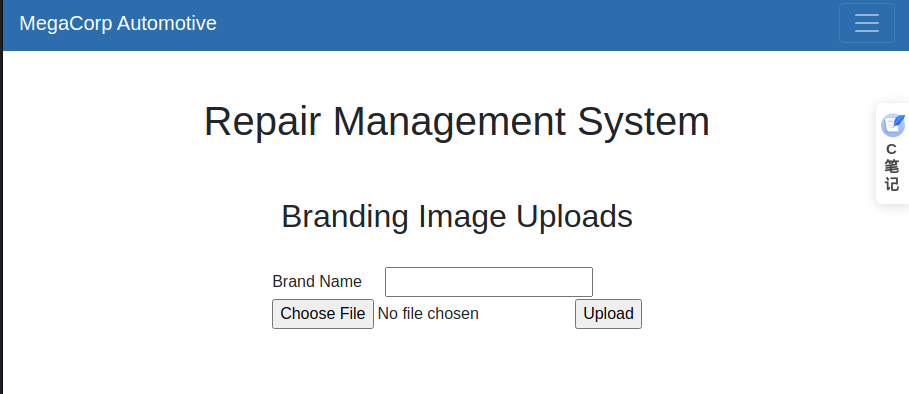 MegaCorp Automotive
Repair Management System
C
笔
记
Branding Image Uploads
Brand Name
Choose File No file chosen Upload